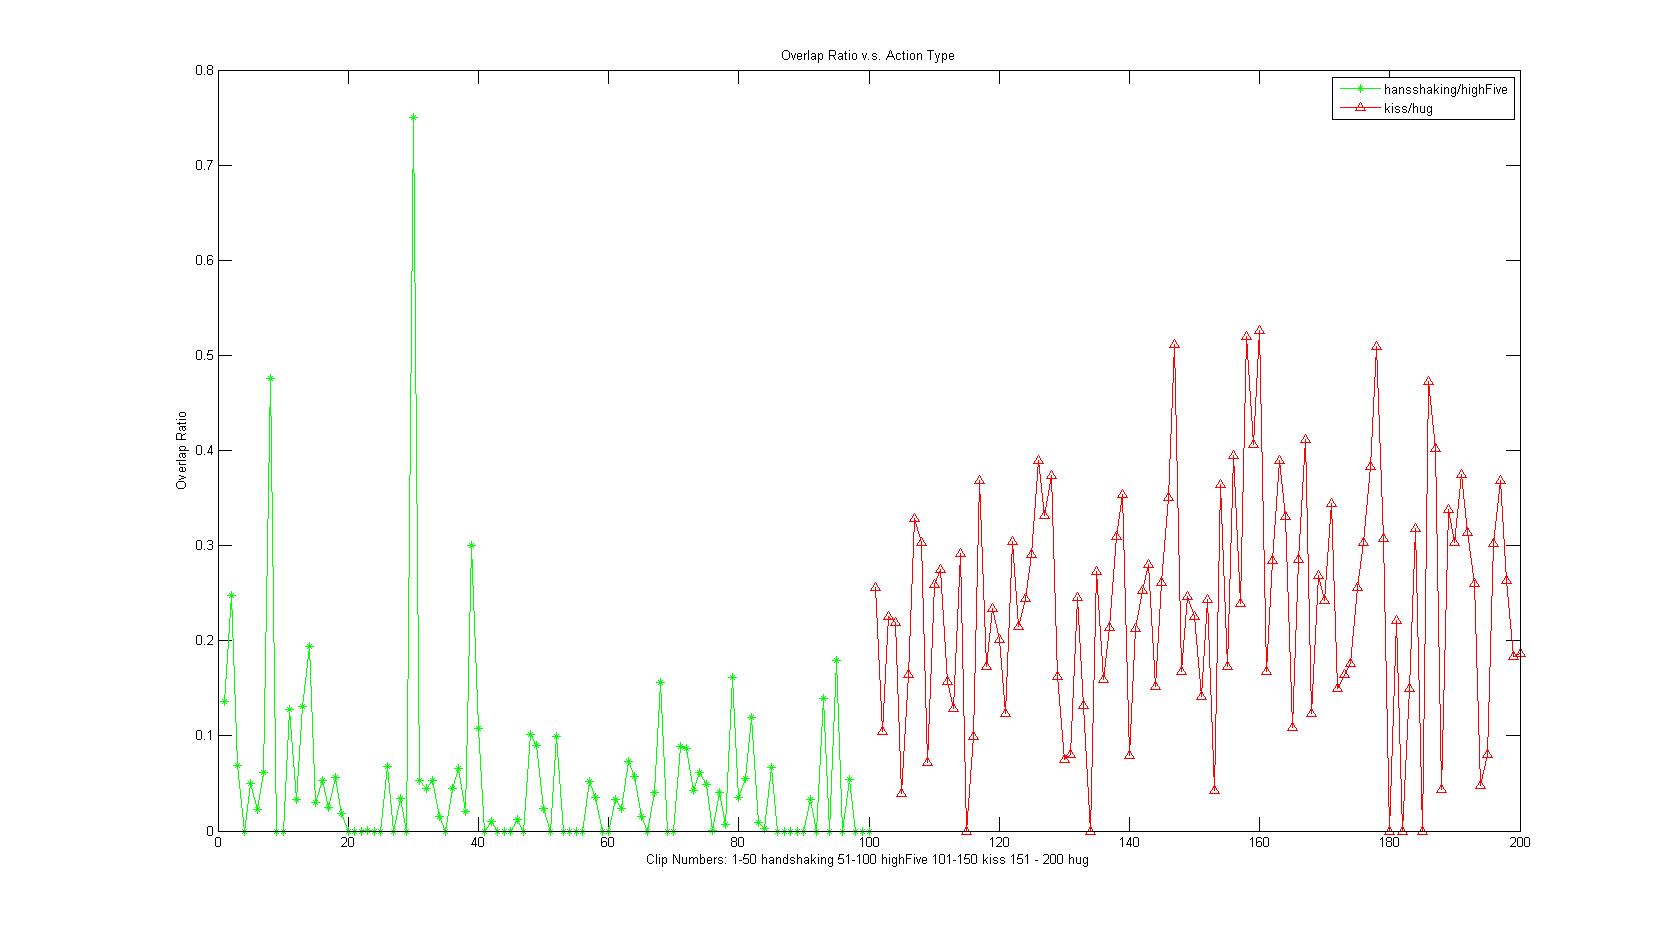 Overlap Ratio v.s. Action Type
hansshaking/highFive
kiss/hug
Overlap Ratio
0.8
0.7
0.6
0.5
0.4
0.3
0.2
0.1
0
0 20 40 60 80 100 120 140 160 180 200
Clip Numbers: 1-50 handshaking 51-100 highFive 101-150 kiss 151 - 200 hug